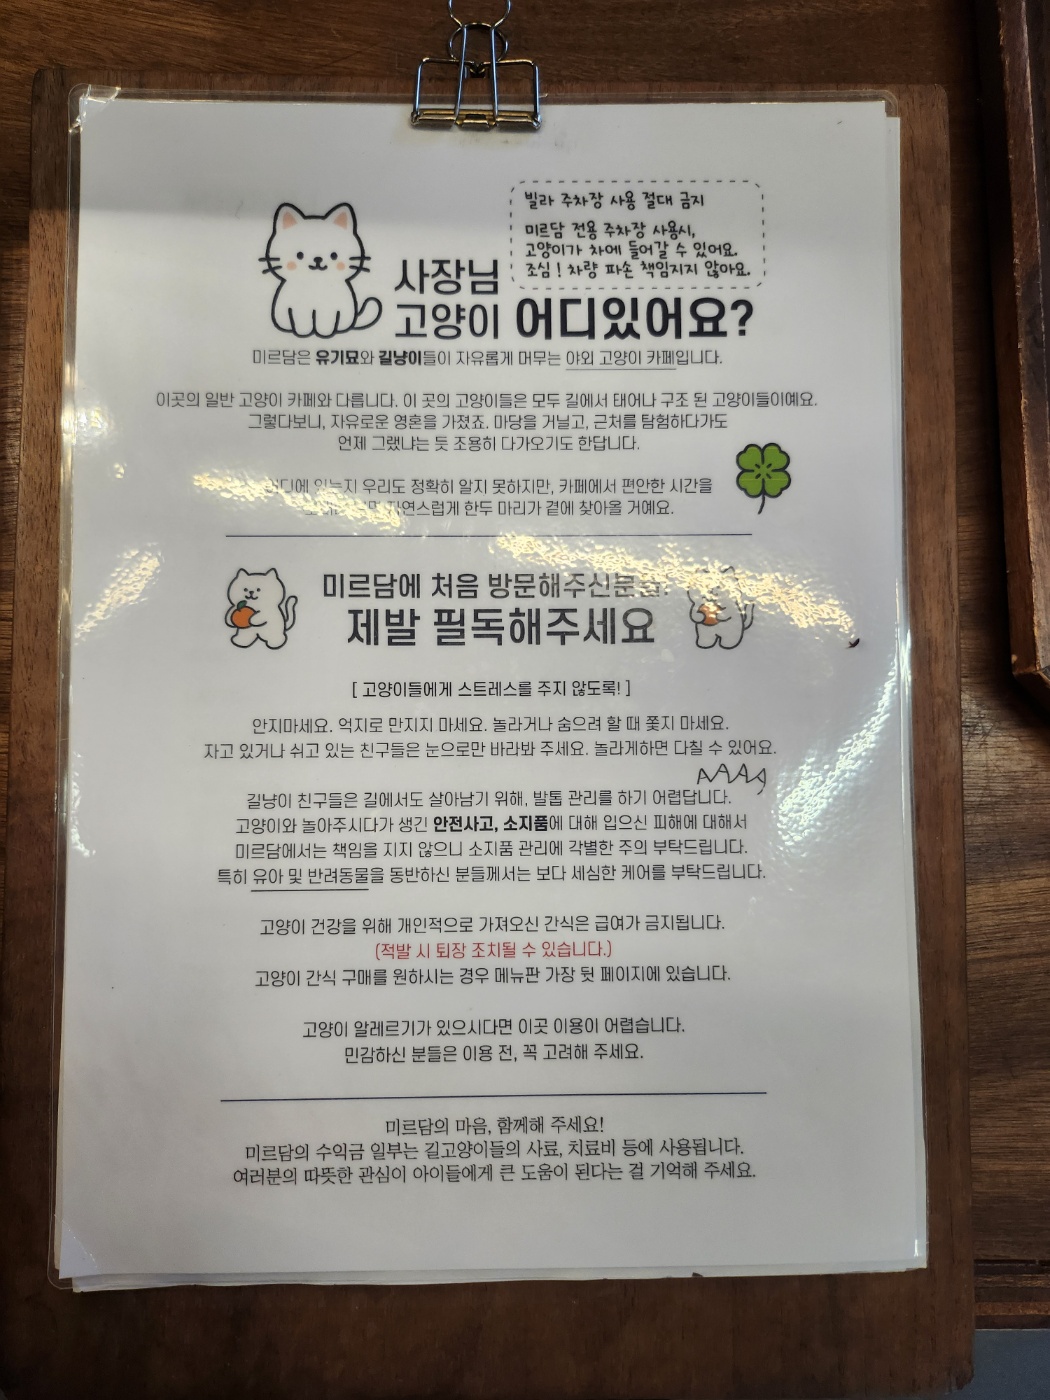 빌라 주차장 사용 절대 금지
미르담 전용 주차장 사용시,
고양이가 차에 들어갈 수 있어요.
조심! 차량 파손 책임지지 않아요.
사장님
고양이 어디있어요?
미르담은 유기묘와 길냥이들이 자유롭게 머무는 야외 고양이 카페입니다.
이곳의 일반 고양이 카페와 다릅니다. 이 곳의 고양이들은 모두 길에서 태어나 구조 된 고양이들이예요.
그렇다보니, 자유로운 영혼을 가졌죠. 마당을 거닐고, 근처를 탐험하다가도
언제 그랬냐는 듯 조용히 다가오기도 한답니다.
우리도 정확히 알지 못하지만, 카페에서 편안한 시간을
자연스럽게 한두 마리가 곁에 찾아올 거예요.
미르담에 처음 방문해주신분들!
제발 필독해주세요
[ 고양이들에게 스트레스를 주지 않도록! ]
안지마세요. 억지로 만지지 마세요. 놀라거나 숨으려 할 때 쫓지 마세요.
자고 있거나 쉬고 있는 친구들은 눈으로만 바라봐 주세요. 놀라게하면 다칠 수 있어요.
길냥이 친구들은 길에서도 살아남기 위해, 발톱 관리를 하기 어렵답니다.
고양이와 놀아주시다가 생긴 안전사고, 소지품에 대해 입으신 피해에 대해서
미르담에서는 책임을 지지 않으니 소지품 관리에 각별한 주의 부탁드립니다.
특히 유아 및 반려동물을 동반하신 분들께서는 보다 세심한 케어를 부탁드립니다.
고양이 건강을 위해 개인적으로 가져오신 간식은 급여가 금지됩니다.
(적발 시 퇴장 조치될 수 있습니다.)
고양이 간식 구매를 원하시는 경우 메뉴판 가장 뒷 페이지에 있습니다.
고양이 알레르기가 있으시다면 이곳 이용이 어렵습니다.
민감하신 분들은 이용 전, 꼭 고려해 주세요.
미르담의 마음, 함께해 주세요!
미르담의 수익금 일부는 길고양이들의 사료, 치료비 등에 사용됩니다.
여러분의 따뜻한 관심이 아이들에게 큰 도움이 된다는 걸 기억해 주세요.